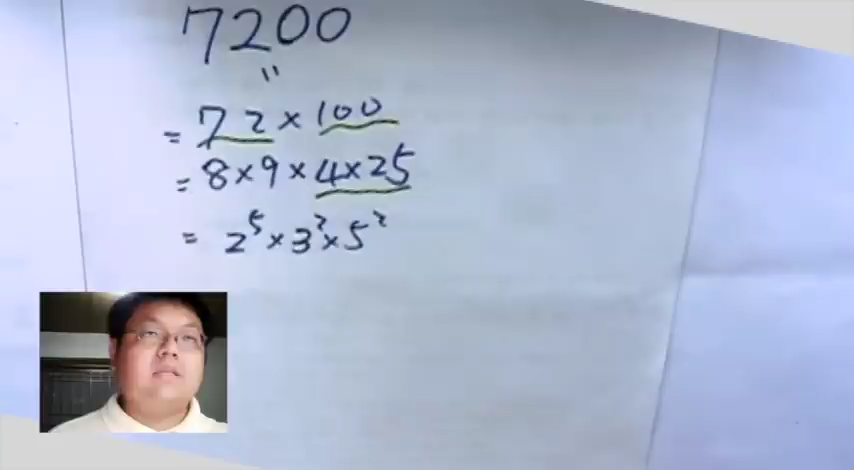 7200
"
= 72 × 100
= 8 × 9 × 4 × 25
= 2⁵ × 3² × 5²